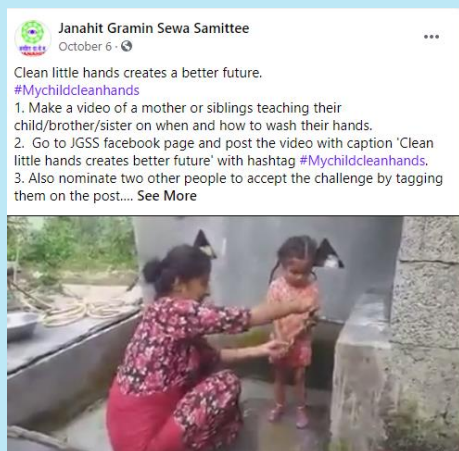 Janahit Gramin Sewa Samittee
October 6 ·
Clean little hands creates a better future.
#Mychildcleanhands
1. Make a video of a mother or siblings teaching their
child/brother/sister on when and how to wash their hands.
2. Go to JGSS facebook page and post the video with caption 'Clean
little hands creates better future' with hashtag #Mychildcleanhands.
3. Also nominate two other people to accept the challenge by tagging
them on the post.... See More